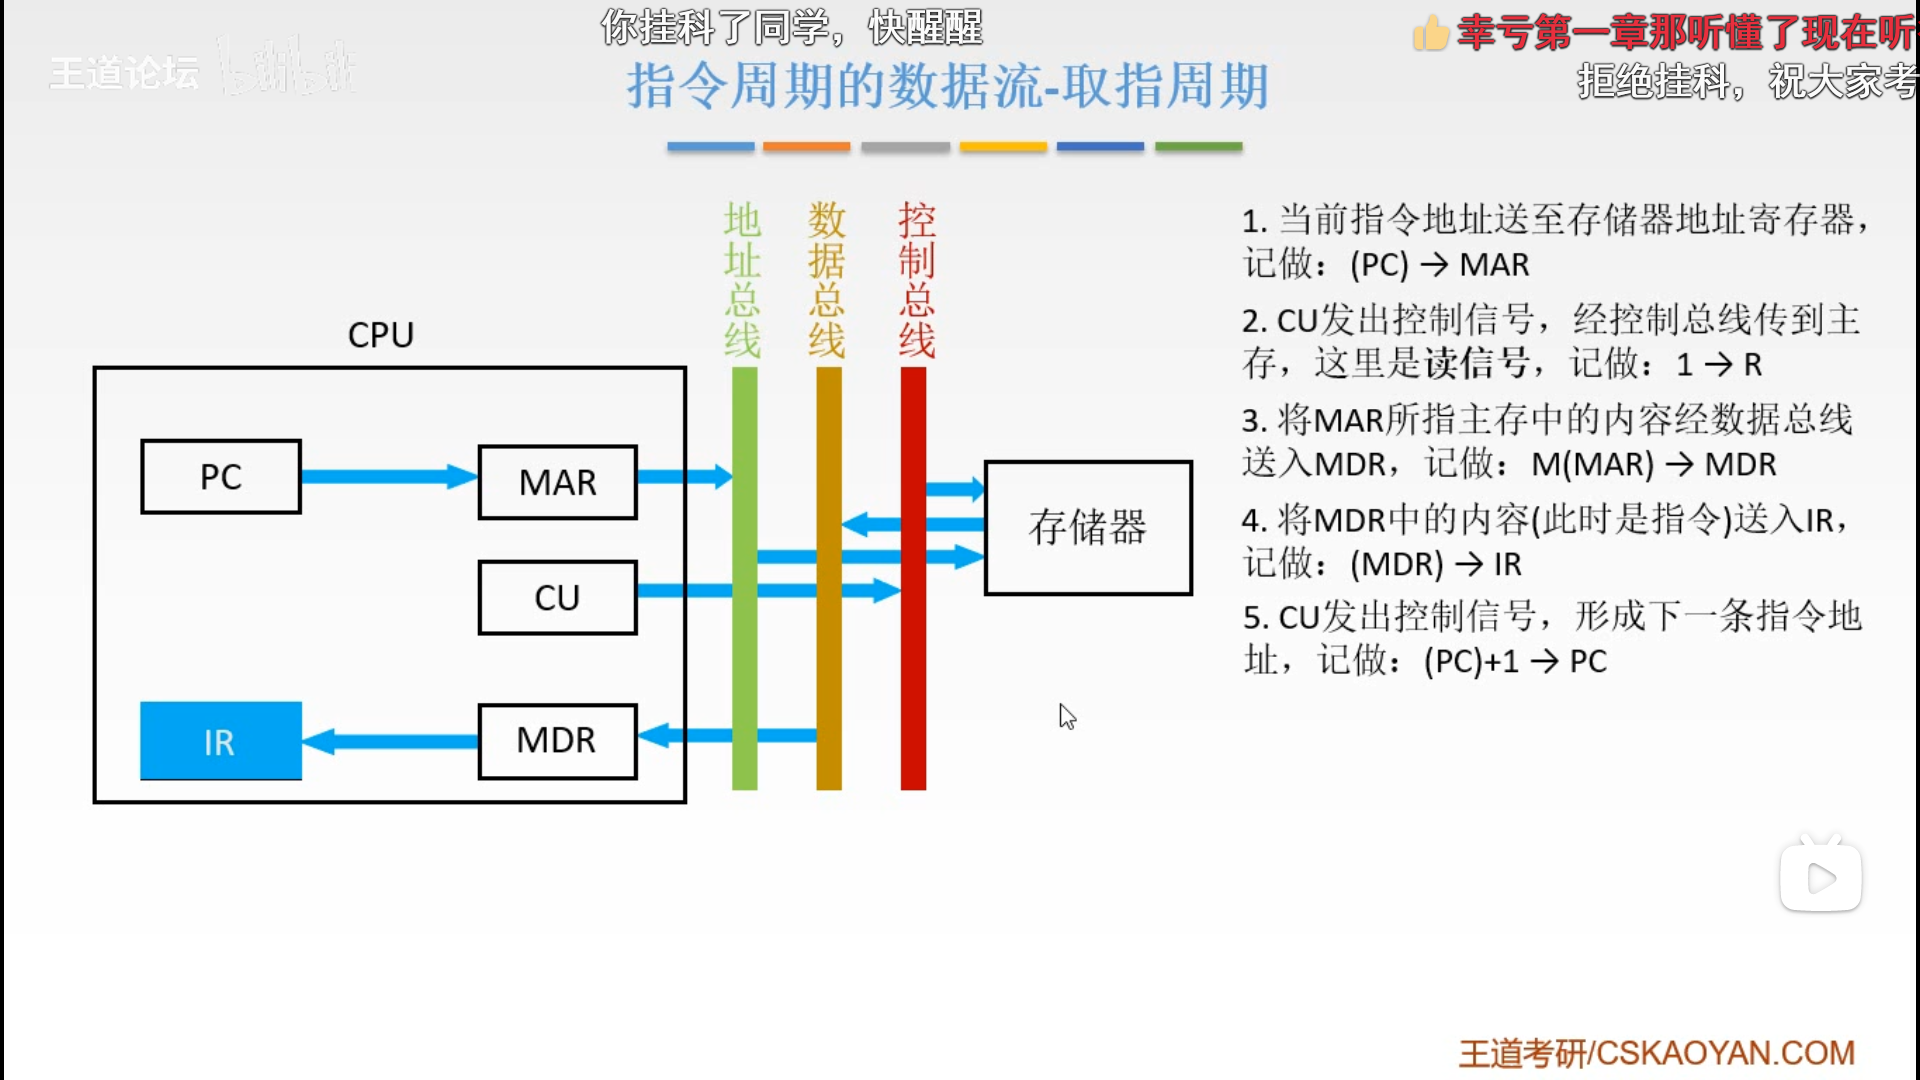 你挂科了同学，快醒醒
幸亏第一章那听懂了现在听
拒绝挂科，祝大家考
王道论坛 bilibili
指令周期的数据流-取指周期
地址总线
数据总线
控制总线
CPU
PC
MAR
CU
IR
MDR
存储器
1. 当前指令地址送至存储器地址寄存器，
记做：(PC) → MAR
2. CU发出控制信号，经控制总线传到主
存，这里是读信号，记做：1 → R
3. 将MAR所指主存中的内容经数据总线
送入MDR，记做：M(MAR) → MDR
4. 将MDR中的内容(此时是指令)送入IR，
记做：(MDR) → IR
5. CU发出控制信号，形成下一条指令地
址，记做：(PC)+1 → PC
王道考研/CSKAOYAN.COM